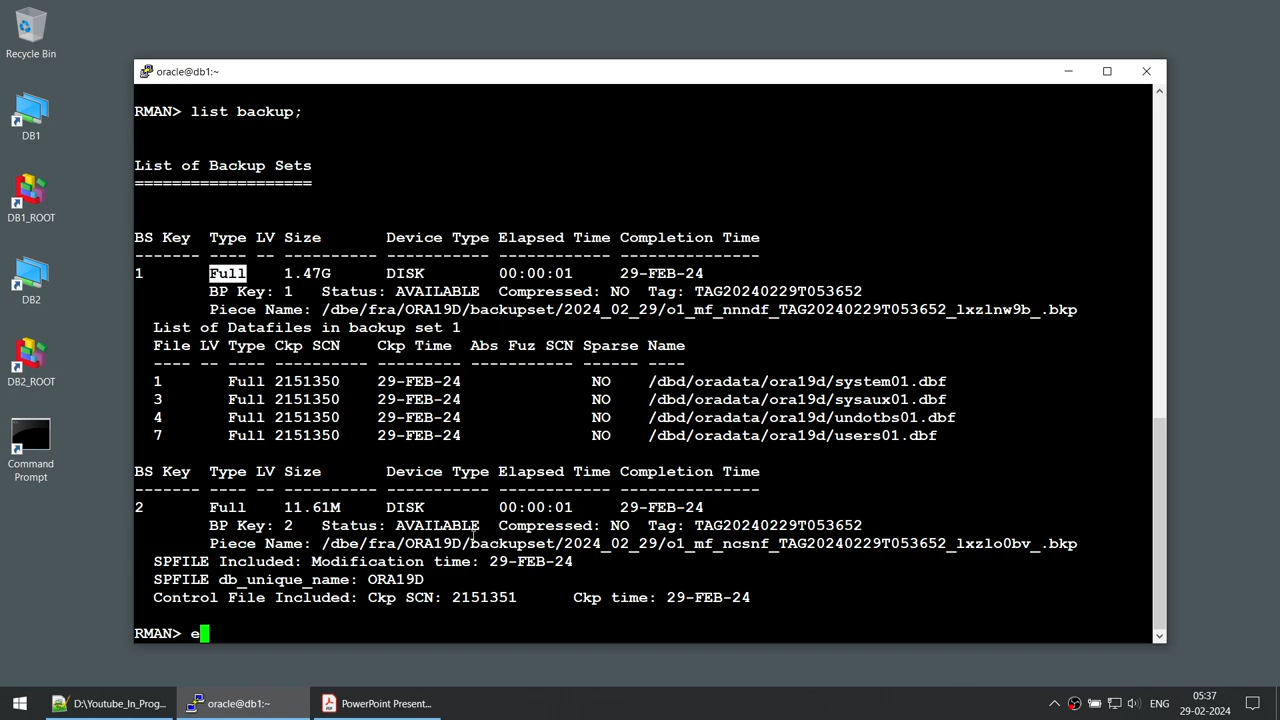 Recycle Bin
DB1
DB1_ROOT
DB2
DB2_ROOT
Command
Prompt
oracle@db1:~
RMAN> list backup;
List of Backup Sets
===================
BS Key  Type LV Size       Device Type Elapsed Time Completion Time
------- ---- -- ---------- ----------- ------------ ---------------
1       Full    1.47G      DISK        00:00:01     29-FEB-24
        BP Key: 1   Status: AVAILABLE  Compressed: NO  Tag: TAG20240229T053652
        Piece Name: /dbe/fra/ORA19D/backupset/2024_02_29/o1_mf_nnndf_TAG20240229T053652_lxzlnw9b_.bkp
  List of Datafiles in backup set 1
  File LV Type Ckp SCN    Ckp Time  Abs Fuz SCN Sparse Name
  ---- -- ---- ---------- --------- ----------- ------ ----
  1       Full 2151350    29-FEB-24              NO    /dbd/oradata/ora19d/system01.dbf
  3       Full 2151350    29-FEB-24              NO    /dbd/oradata/ora19d/sysaux01.dbf
  4       Full 2151350    29-FEB-24              NO    /dbd/oradata/ora19d/undotbs01.dbf
  7       Full 2151350    29-FEB-24              NO    /dbd/oradata/ora19d/users01.dbf
BS Key  Type LV Size       Device Type Elapsed Time Completion Time
------- ---- -- ---------- ----------- ------------ ---------------
2       Full    11.61M     DISK        00:00:01     29-FEB-24
        BP Key: 2   Status: AVAILABLE  Compressed: NO  Tag: TAG20240229T053652
        Piece Name: /dbe/fra/ORA19D/backupset/2024_02_29/o1_mf_ncsnf_TAG20240229T053652_lxzlo0bv_.bkp
  SPFILE Included: Modification time: 29-FEB-24
  SPFILE db_unique_name: ORA19D
  Control File Included: Ckp SCN: 2151351      Ckp time: 29-FEB-24
RMAN> e
D:\Youtube_In_Prog...
oracle@db1:~
PowerPoint Present...
ENG
05:37
29-02-2024